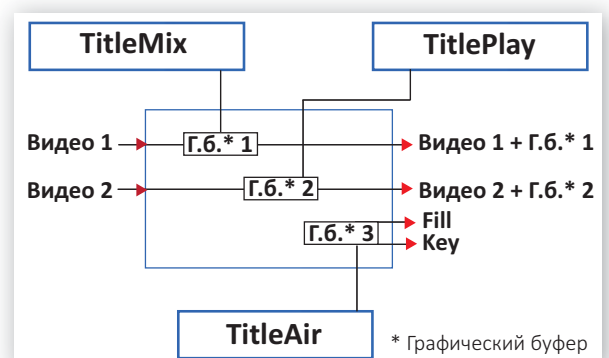 TitleMix
TitlePlay
Видео 1
Г.б.* 1
Видео 1 + Г.б.* 1
Видео 2
Г.б.* 2
Видео 2 + Г.б.* 2
Г.б.* 3
Fill
Key
TitleAir
* Графический буфер